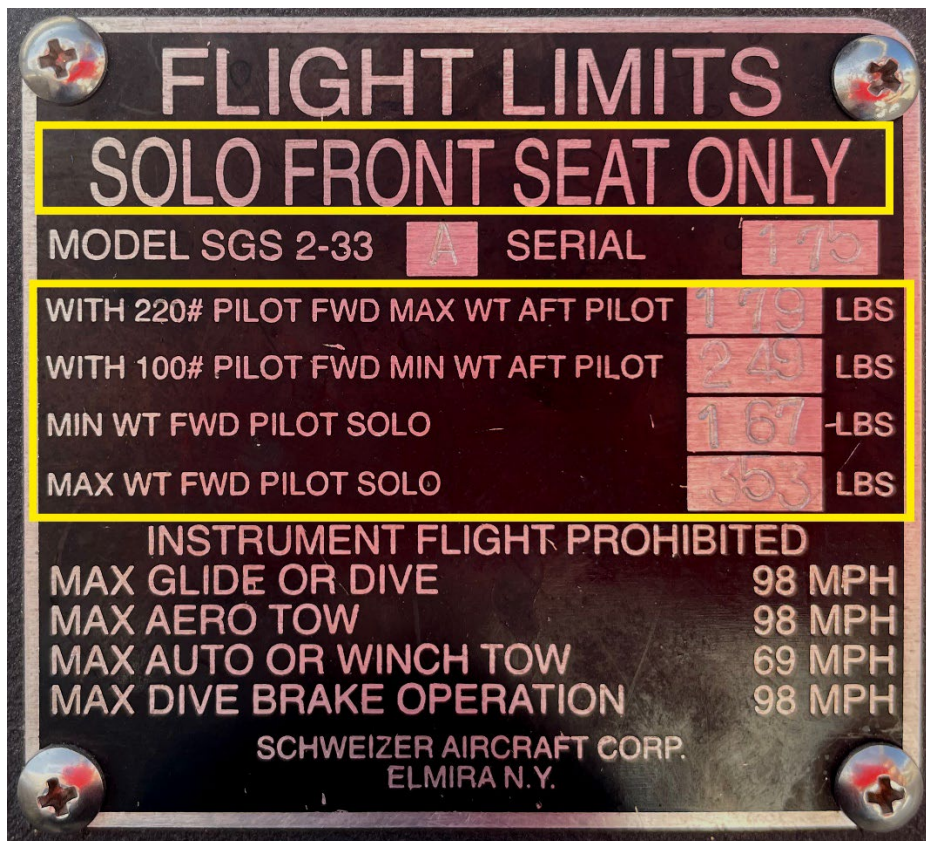 FLIGHT LIMITS
SOLO FRONT SEAT ONLY
MODEL SGS 2-33 A SERIAL 175
WITH 220# PILOT FWD MAX WT AFT PILOT 179 LBS
WITH 100# PILOT FWD MIN WT AFT PILOT 249 LBS
MIN WT FWD PILOT SOLO 167 LBS
MAX WT FWD PILOT SOLO 353 LBS
INSTRUMENT FLIGHT PROHIBITED
MAX GLIDE OR DIVE 98 MPH
MAX AERO TOW 98 MPH
MAX AUTO OR WINCH TOW 69 MPH
MAX DIVE BRAKE OPERATION 98 MPH
SCHWEIZER AIRCRAFT CORP.
ELMIRA N.Y.